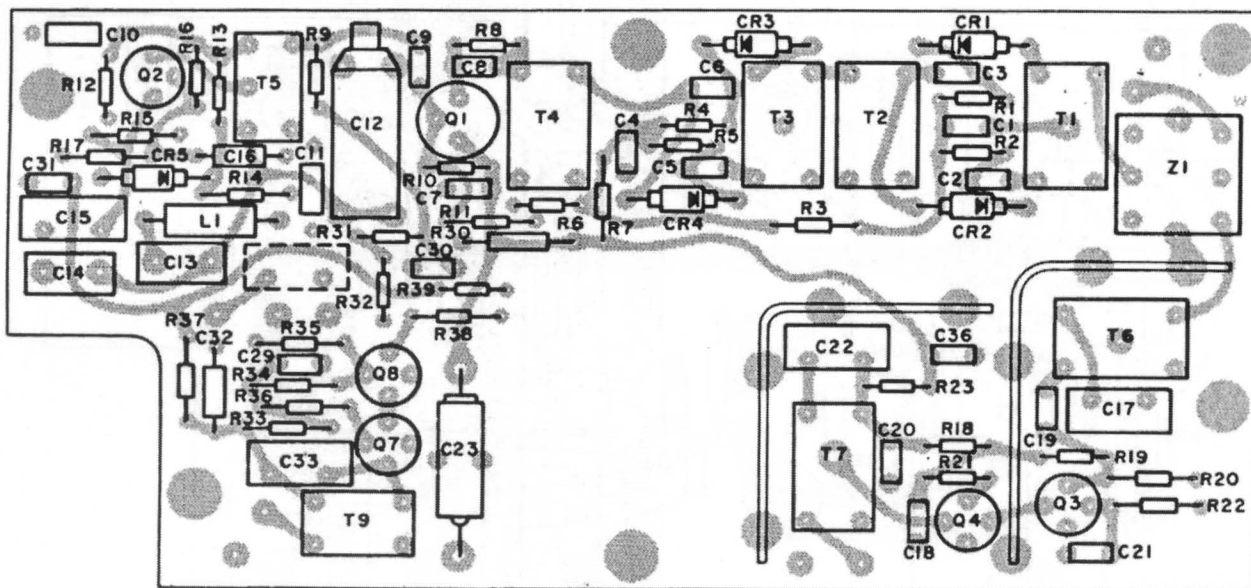 C10
R16
R13
R9
C9
R8
CR3
CR1
R12
Q2
T5
C8
C6
C3
C12
Q1
T4
C4
R4
R5
T3
T2
R1
C1
T1
R2
R15
R17
CR5
C16
C11
R14
R10
C7
C5
C2
Z1
C31
C15
L1
R11
R6
R7
CR4
R3
CR2
R31
R30
C14
C13
C30
R32
R39
R38
R37
C32
R35
C29
R34
R36
R33
Q8
Q7
C33
C23
T9
C22
C36
R23
T6
C17
C19
T7
C20
R18
R21
R19
R20
R22
Q4
Q3
C18
C21
W